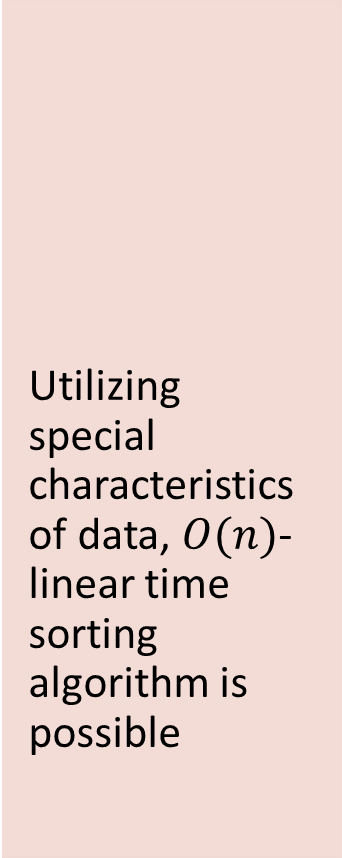 Utilizing
special
characteristics
of data, O(n)-
linear time
sorting
algorithm is
possible